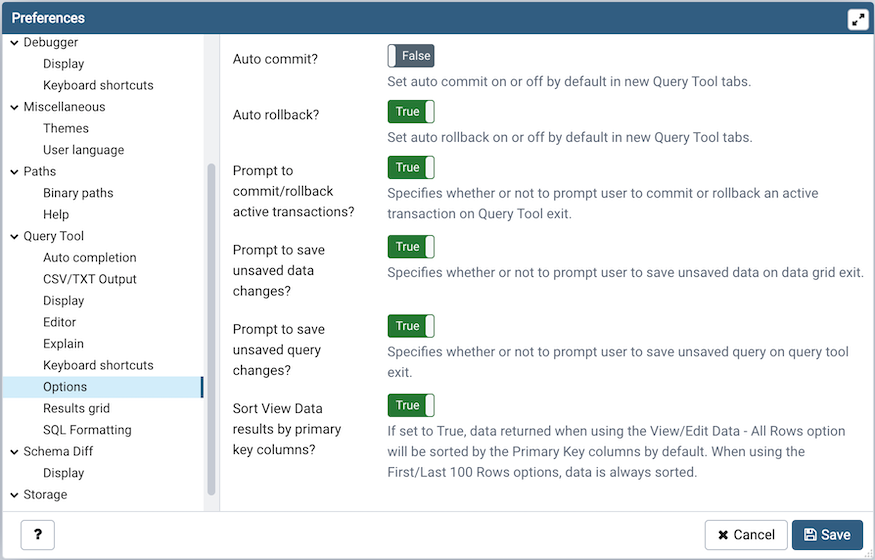 Preferences
Debugger
Display
Keyboard shortcuts
Miscellaneous
Themes
User language
Paths
Binary paths
Help
Query Tool
Auto completion
CSV/TXT Output
Display
Editor
Explain
Keyboard shortcuts
Options
Results grid
SQL Formatting
Schema Diff
Display
Storage
Auto commit?
False
Set auto commit on or off by default in new Query Tool tabs.
Auto rollback?
True
Set auto rollback on or off by default in new Query Tool tabs.
Prompt to
commit/rollback
active transactions?
True
Specifies whether or not to prompt user to commit or rollback an active
transaction on Query Tool exit.
Prompt to save
unsaved data
changes?
True
Specifies whether or not to prompt user to save unsaved data on data grid exit.
Prompt to save
unsaved query
changes?
True
Specifies whether or not to prompt user to save unsaved query on query tool
exit.
Sort View Data
results by primary
key columns?
True
If set to True, data returned when using the View/Edit Data - All Rows option
will be sorted by the Primary Key columns by default. When using the
First/Last 100 Rows options, data is always sorted.
?
Cancel
Save